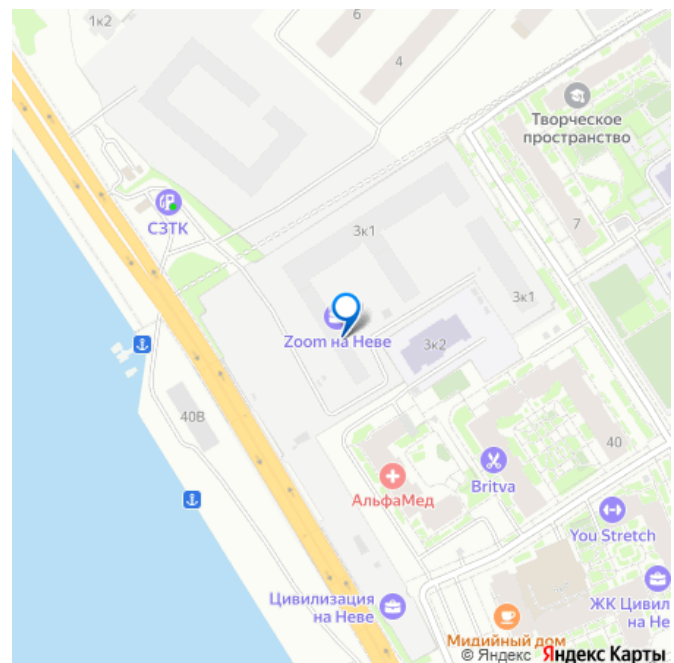 1к2
6
4
Творческое
пространство
СЗТК
7
3к1
3к1
Zoom на Неве
3к2
40В
40
Britva
АльфаМед
You Stretch
Цивилизация
на Неве
ЖК Цивил
на Не
Мидийный дом
© Яндекс Яндекс Карты